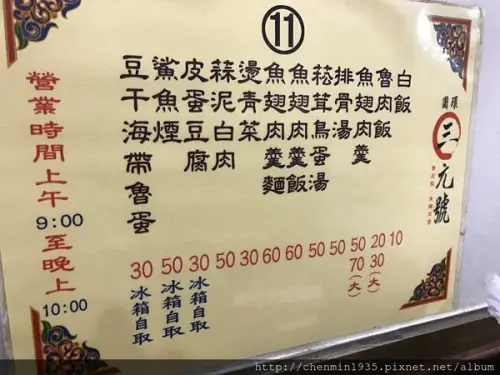 11
圓環
三元號
白飯 10
魯肉飯 20 30(大)
魚翅肉羹 50 70(大)
排骨湯 50
菘茸鳥蛋湯 50
魚翅肉羹飯 60
魚翅肉羹麵 60
燙青菜 30
蒜泥白肉 50
皮蛋豆腐 30 冰箱自取
鯊魚煙 50 冰箱自取
豆干海帶魯蛋 30 冰箱自取
營業時間上午9:00至晚上10:00
http://chenmin1935.pixnet.net/album